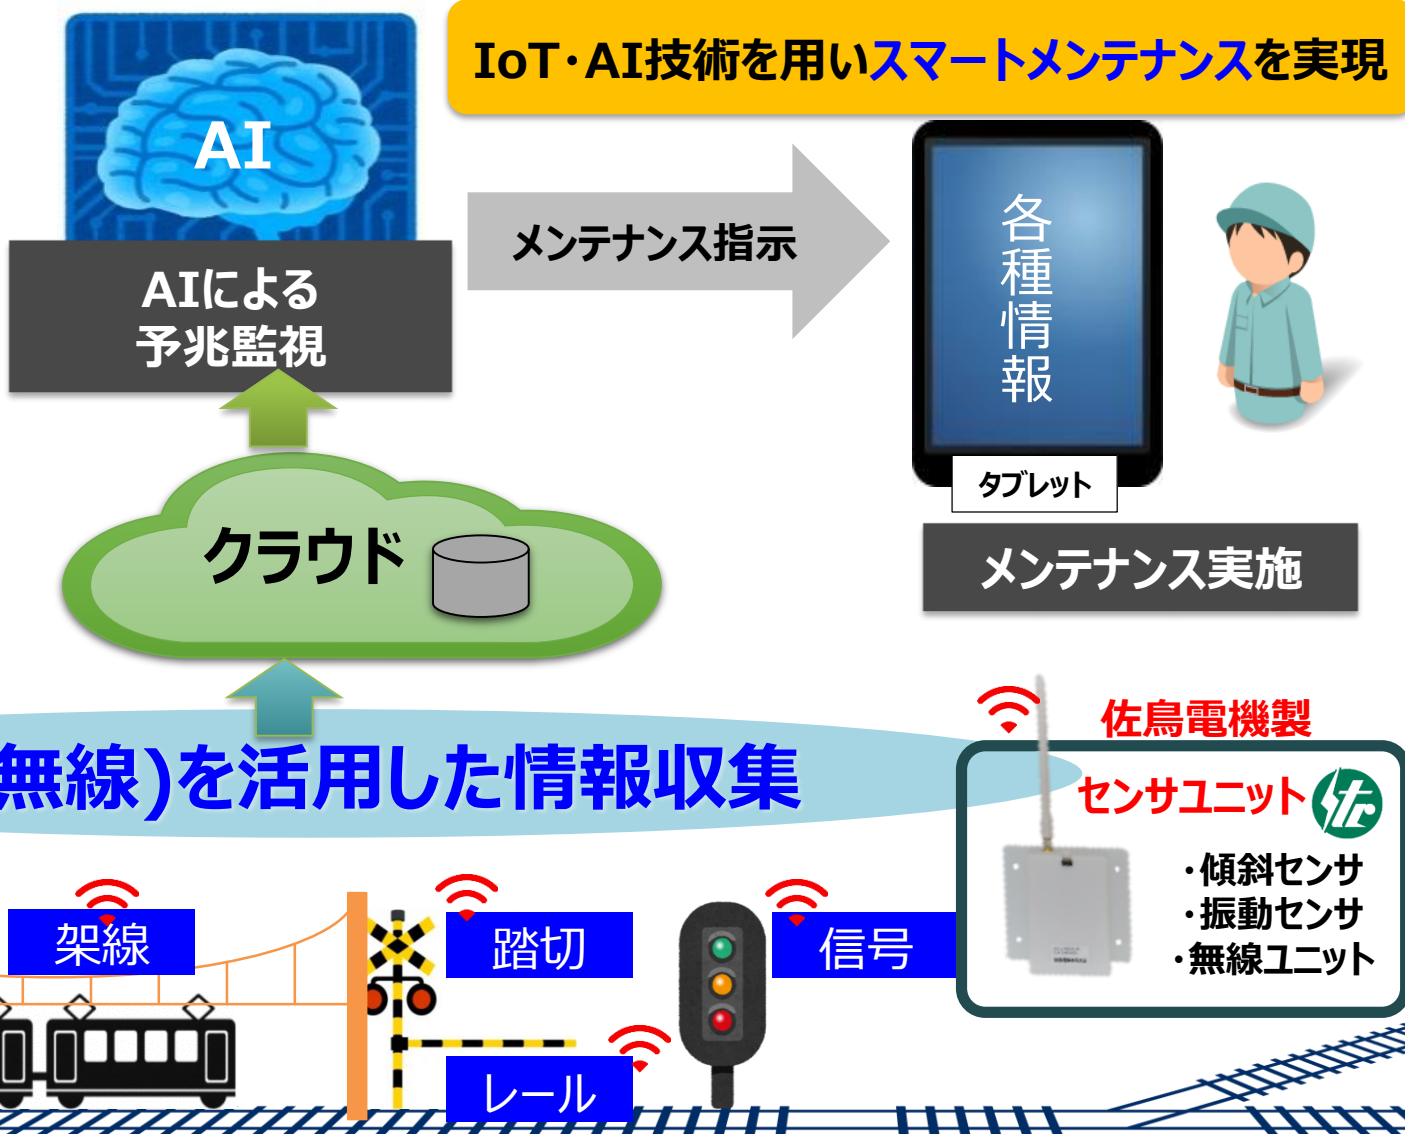 IoT・AI技術を用いスマートメンテナンスを実現
AI
AIによる
予兆監視
メンテナンス指示
各種情報
タブレット
メンテナンス実施
クラウド
無線)を活用した情報収集
佐鳥電機製
センサユニット
・傾斜センサ
・振動センサ
・無線ユニット
架線
踏切
信号
レール